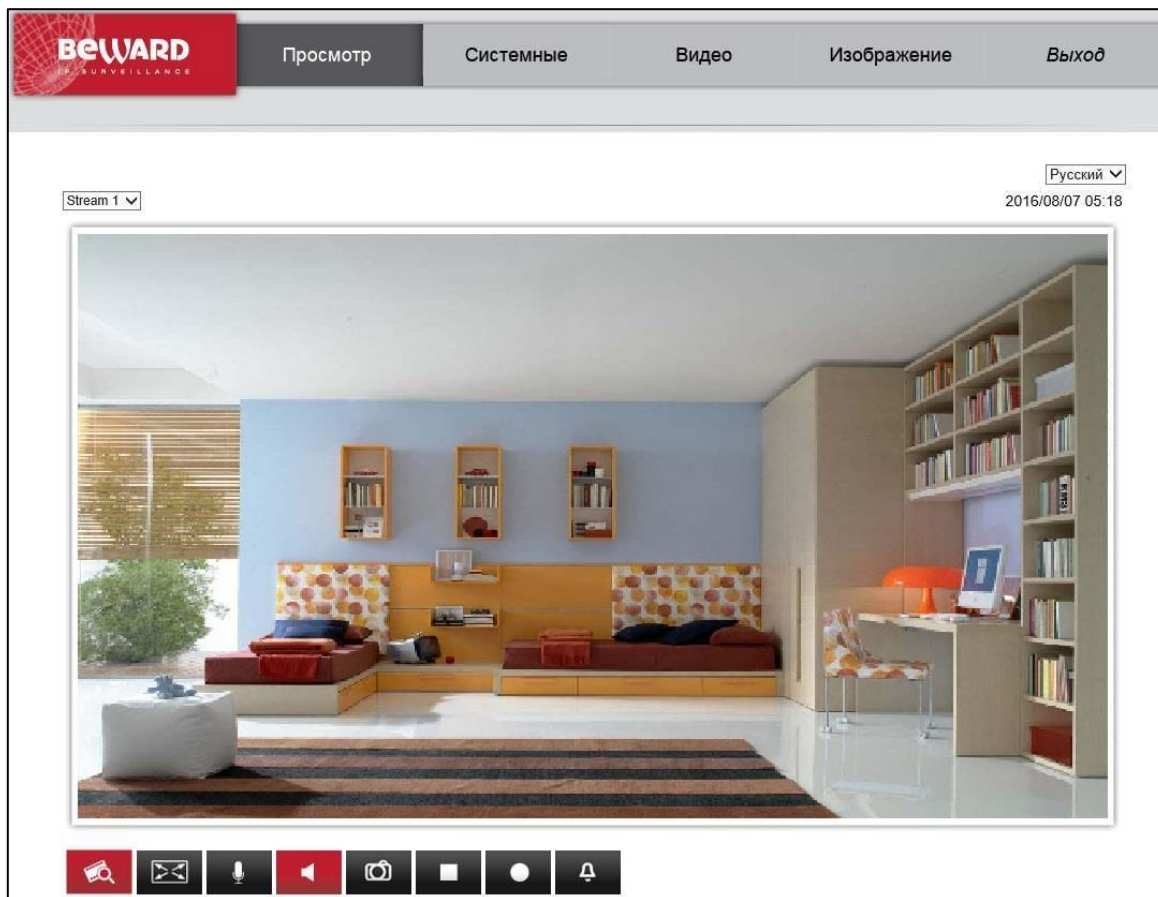 BEWARD
IP SURVEILLANCE
Просмотр Системные Видео Изображение Выход
Русский
Stream 1 2016/08/07 05:18